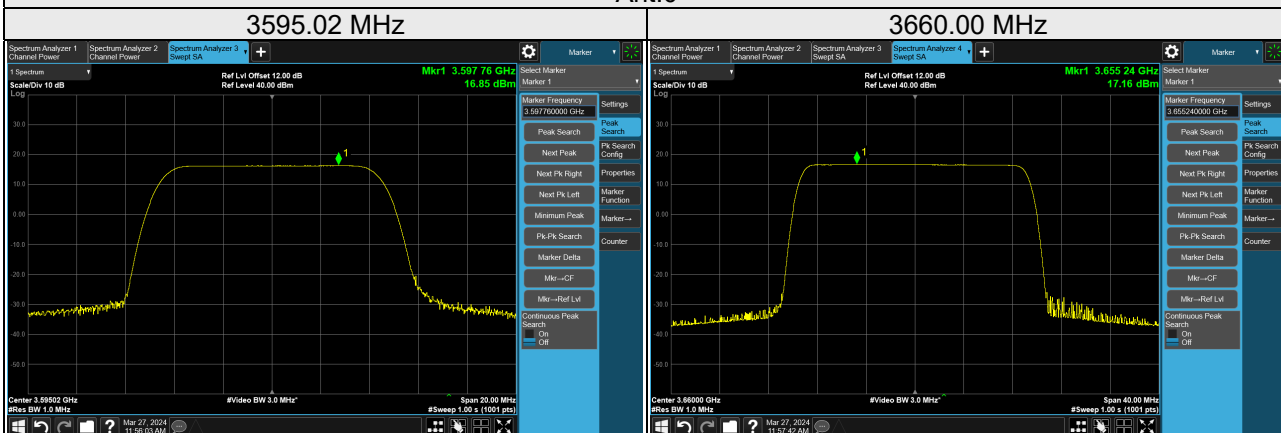 3595.02 MHz
3660.00 MHz
Spectrum Analyzer 1
Channel Power
Spectrum Analyzer 2
Channel Power
Spectrum Analyzer 3
Swept SA
+
Marker
1 Spectrum
Scale/Div 10 dB
Log
Ref Lvl Offset 12.00 dB
Ref Level 40.00 dBm
Mkr1 3.597 76 GHz
16.85 dBm
1
30.0
20.0
10.0
0.00
-10.0
-20.0
-30.0
-40.0
-50.0
Center 3.59502 GHz
#Res BW 1.0 MHz
#Video BW 3.0 MHz*
Span 20.00 MHz
#Sweep 1.00 s (1001 pts)
Select Marker
Marker 1
Marker Frequency
3.597760000 GHz
Peak Search
Next Peak
Next Pk Right
Next Pk Left
Minimum Peak
Pk-Pk Search
Marker Delta
Mkr→CF
Mkr→Ref Lvl
Continuous Peak
Search
On
Off
Settings
Peak
Search
Pk Search
Config
Properties
Marker
Function
Marker→
Counter
?
Mar 27, 2024
11:56:03 AM
Spectrum Analyzer 1
Channel Power
Spectrum Analyzer 2
Channel Power
Spectrum Analyzer 3
Swept SA
Spectrum Analyzer 4
Swept SA
+
Marker
1 Spectrum
Scale/Div 10 dB
Log
Ref Lvl Offset 12.00 dB
Ref Level 40.00 dBm
Mkr1 3.655 24 GHz
17.16 dBm
1
30.0
20.0
10.0
0.00
-10.0
-20.0
-30.0
-40.0
-50.0
Center 3.66000 GHz
#Res BW 1.0 MHz
#Video BW 3.0 MHz*
Span 40.00 MHz
#Sweep 1.00 s (1001 pts)
Select Marker
Marker 1
Marker Frequency
3.655240000 GHz
Peak Search
Next Peak
Next Pk Right
Next Pk Left
Minimum Peak
Pk-Pk Search
Marker Delta
Mkr→CF
Mkr→Ref Lvl
Continuous Peak
Search
On
Off
Settings
Peak
Search
Pk Search
Config
Properties
Marker
Function
Marker→
Counter
?
Mar 27, 2024
11:57:42 AM